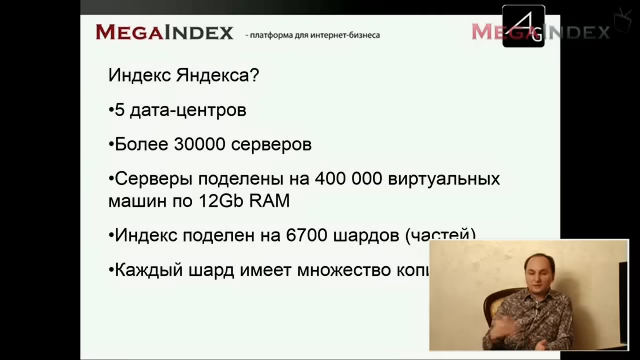 MEGAINDEX - платформа для интернет-бизнеса
4G
MEGAINDEX
Индекс Яндекса?
•5 дата-центров
•Более 30000 серверов
•Серверы поделены на 400 000 виртуальных
машин по 12Gb RAM
•Индекс поделен на 6700 шардов (частей)
•Каждый шард имеет множество